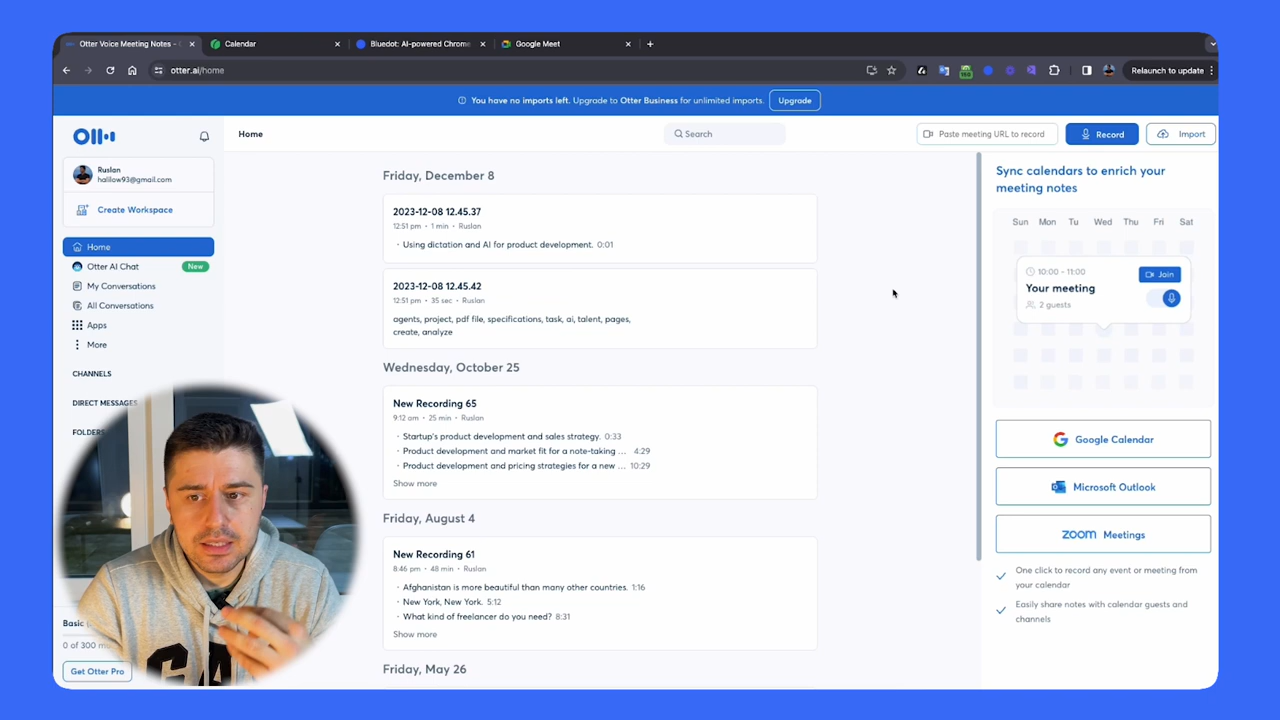 Otter Voice Meeting Notes -
Calendar
Bluedot: AI-powered Chrome
Google Meet
otter.ai/home
Relaunch to update
You have no imports left. Upgrade to Otter Business for unlimited imports.
Upgrade
Home
Search
Paste meeting URL to record
Record
Import
Ruslan
halilow93@gmail.com
Create Workspace
Home
Otter AI Chat
New
My Conversations
All Conversations
Apps
More
CHANNELS
DIRECT MESSAGES
FOLDERS
Basic
0 of 300 m
Get Otter Pro
Friday, December 8
2023-12-08 12.45.37
12:51 pm • 1 min • Ruslan
· Using dictation and AI for product development. 0:01
2023-12-08 12.45.42
12:51 pm • 35 sec • Ruslan
agents, project, pdf file, specifications, task, ai, talent, pages,
create, analyze
Wednesday, October 25
New Recording 65
9:12 am • 25 min • Ruslan
· Startup's product development and sales strategy. 0:33
· Product development and market fit for a note-taking ... 4:29
· Product development and pricing strategies for a new ... 10:29
Show more
Friday, August 4
New Recording 61
8:46 pm • 48 min • Ruslan
· Afghanistan is more beautiful than many other countries. 1:16
· New York, New York. 5:12
· What kind of freelancer do you need? 8:31
Show more
Friday, May 26
Sync calendars to enrich your
meeting notes
Sun Mon Tu Wed Thu Fri Sat
10:00 - 11:00
Join
Your meeting
2 guests
Google Calendar
Microsoft Outlook
zoom Meetings
One click to record any event or meeting from
your calendar
Easily share notes with calendar guests and
channels